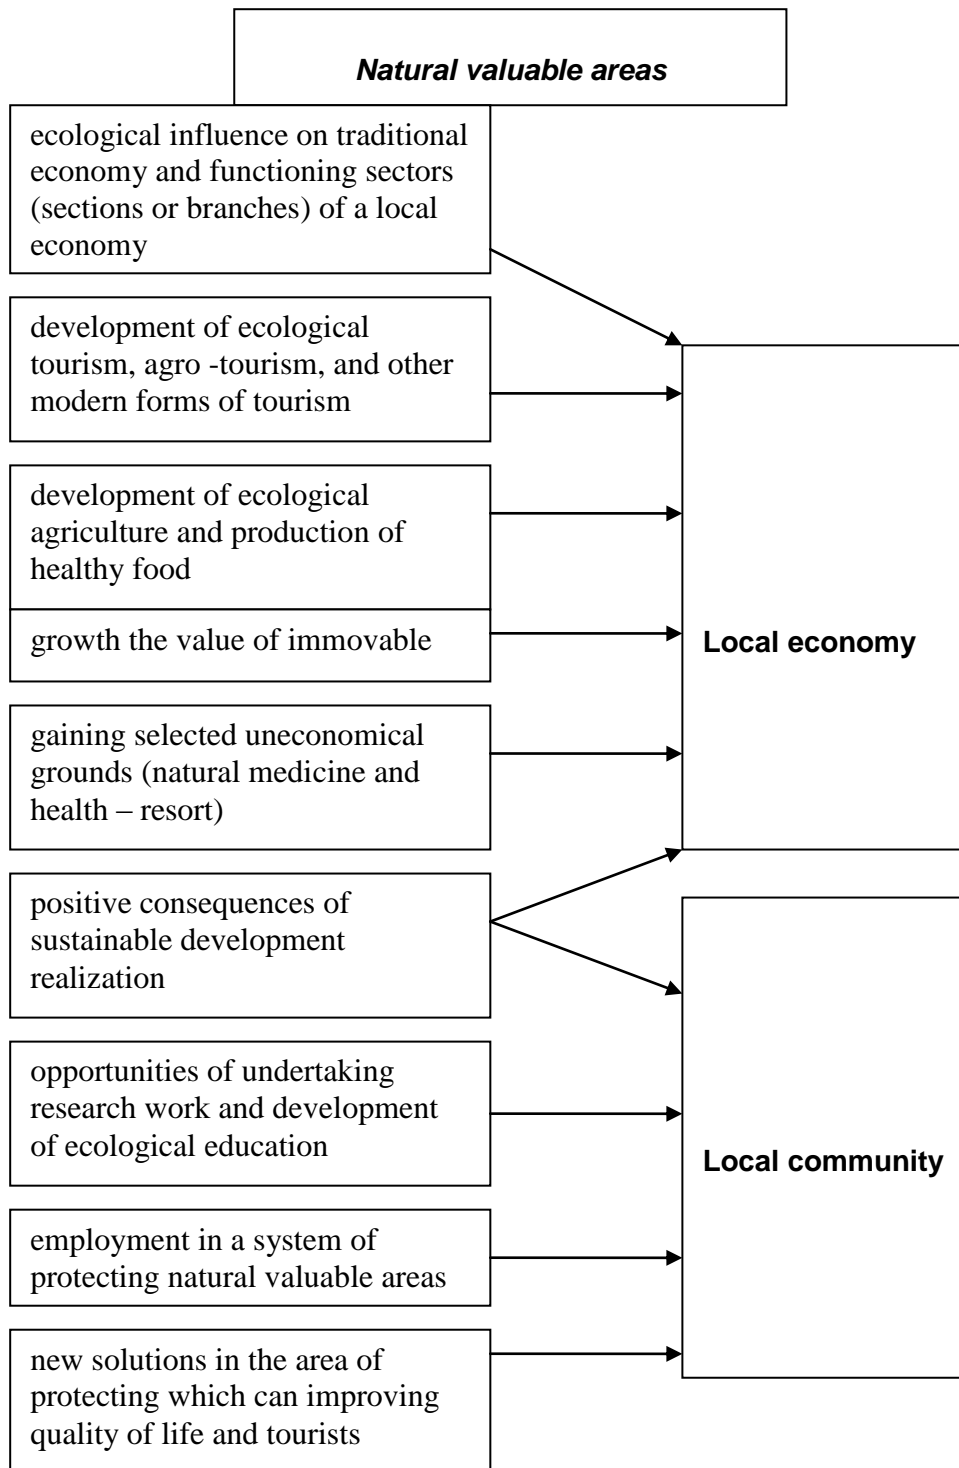 Natural valuable areas
ecological influence on traditional
economy and functioning sectors
(sections or branches) of a local
economy
development of ecological
tourism, agro -tourism, and other
modern forms of tourism
development of ecological
agriculture and production of
healthy food
growth the value of immovable
Local economy
gaining selected uneconomical
grounds (natural medicine and
health – resort)
positive consequences of
sustainable development
realization
opportunities of undertaking
research work and development
of ecological education
Local community
employment in a system of
protecting natural valuable areas
new solutions in the area of
protecting which can improving
quality of life and tourists